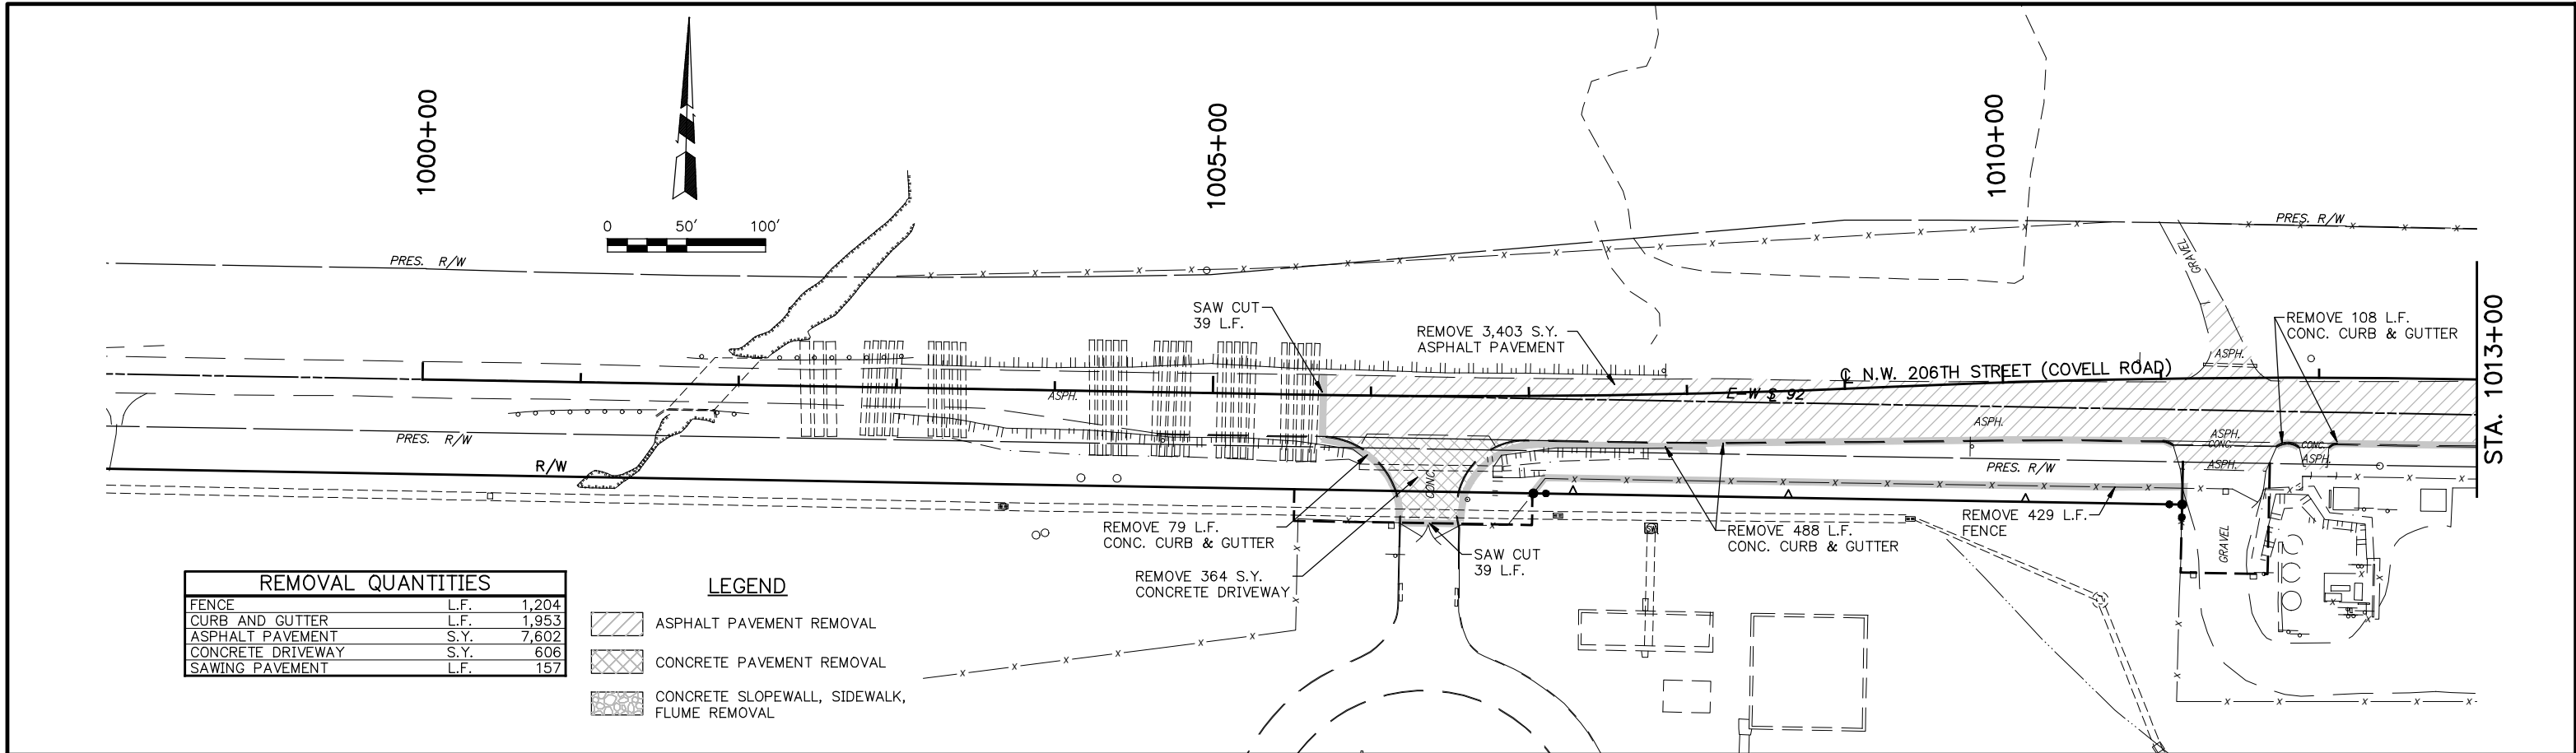 1000+00
1005+00
1010+00
0 50' 100'
PRES. R/W
PRES. R/W
GRAVEL
SAW CUT
39 L.F.
REMOVE 3,403 S.Y.
ASPHALT PAVEMENT
REMOVE 108 L.F.
CONC. CURB & GUTTER
STA. 1013+00
ASPH.
℄ N.W. 206TH STREET (COVELL ROAD)
ASPH.
E-W ℄ 92
ASPH.
ASPH.
CONC.
CONC.
PRES. R/W
R/W
PRES. R/W
ASPH.
ASPH.
CONC.
REMOVE 79 L.F.
CONC. CURB & GUTTER
REMOVE 488 L.F.
CONC. CURB & GUTTER
REMOVE 429 L.F.
FENCE
SAW CUT
39 L.F.
GRAVEL
REMOVE 364 S.Y.
CONCRETE DRIVEWAY
REMOVAL QUANTITIES
FENCE L.F. 1,204
CURB AND GUTTER L.F. 1,953
ASPHALT PAVEMENT S.Y. 7,602
CONCRETE DRIVEWAY S.Y. 606
SAWING PAVEMENT L.F. 157
LEGEND
ASPHALT PAVEMENT REMOVAL
CONCRETE PAVEMENT REMOVAL
CONCRETE SLOPEWALL, SIDEWALK,
FLUME REMOVAL